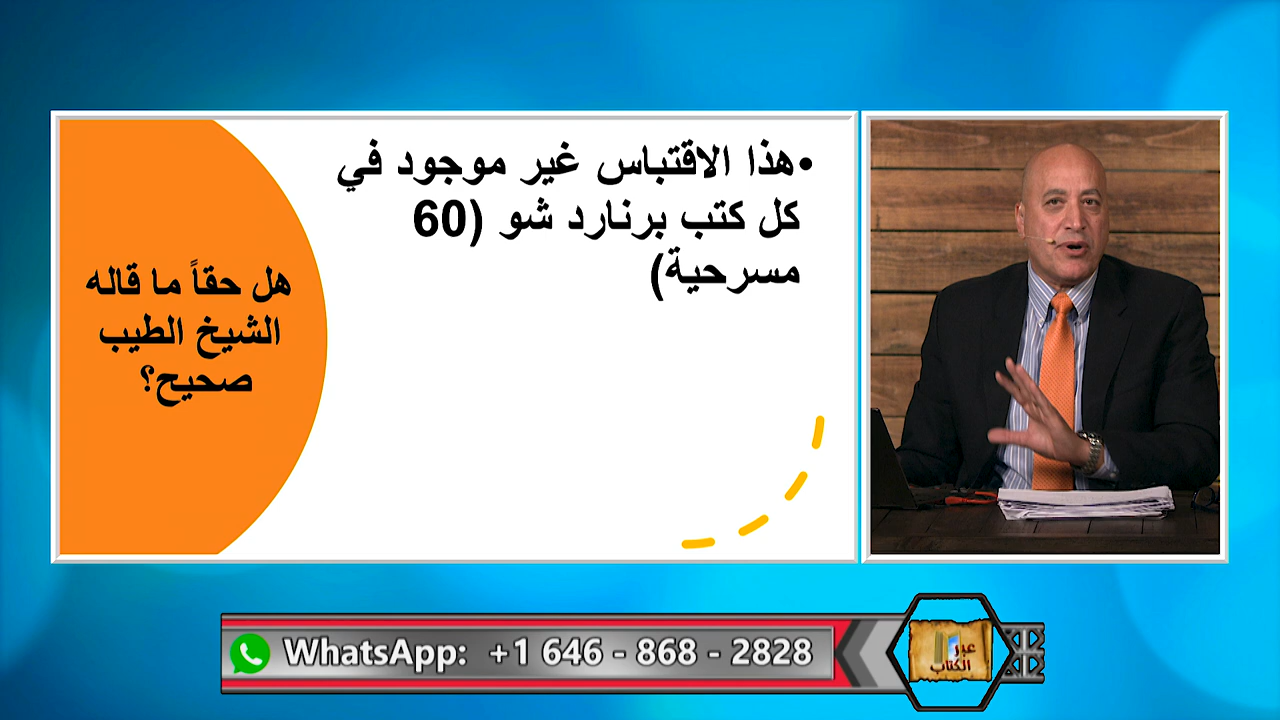 •هذا الاقتباس غير موجود في
كل كتب برنارد شو (60
مسرحية)
هل حقاً ما قاله
الشيخ الطيب
صحيح؟
WhatsApp: +1 646 - 868 - 2828
عبر
الكتاب